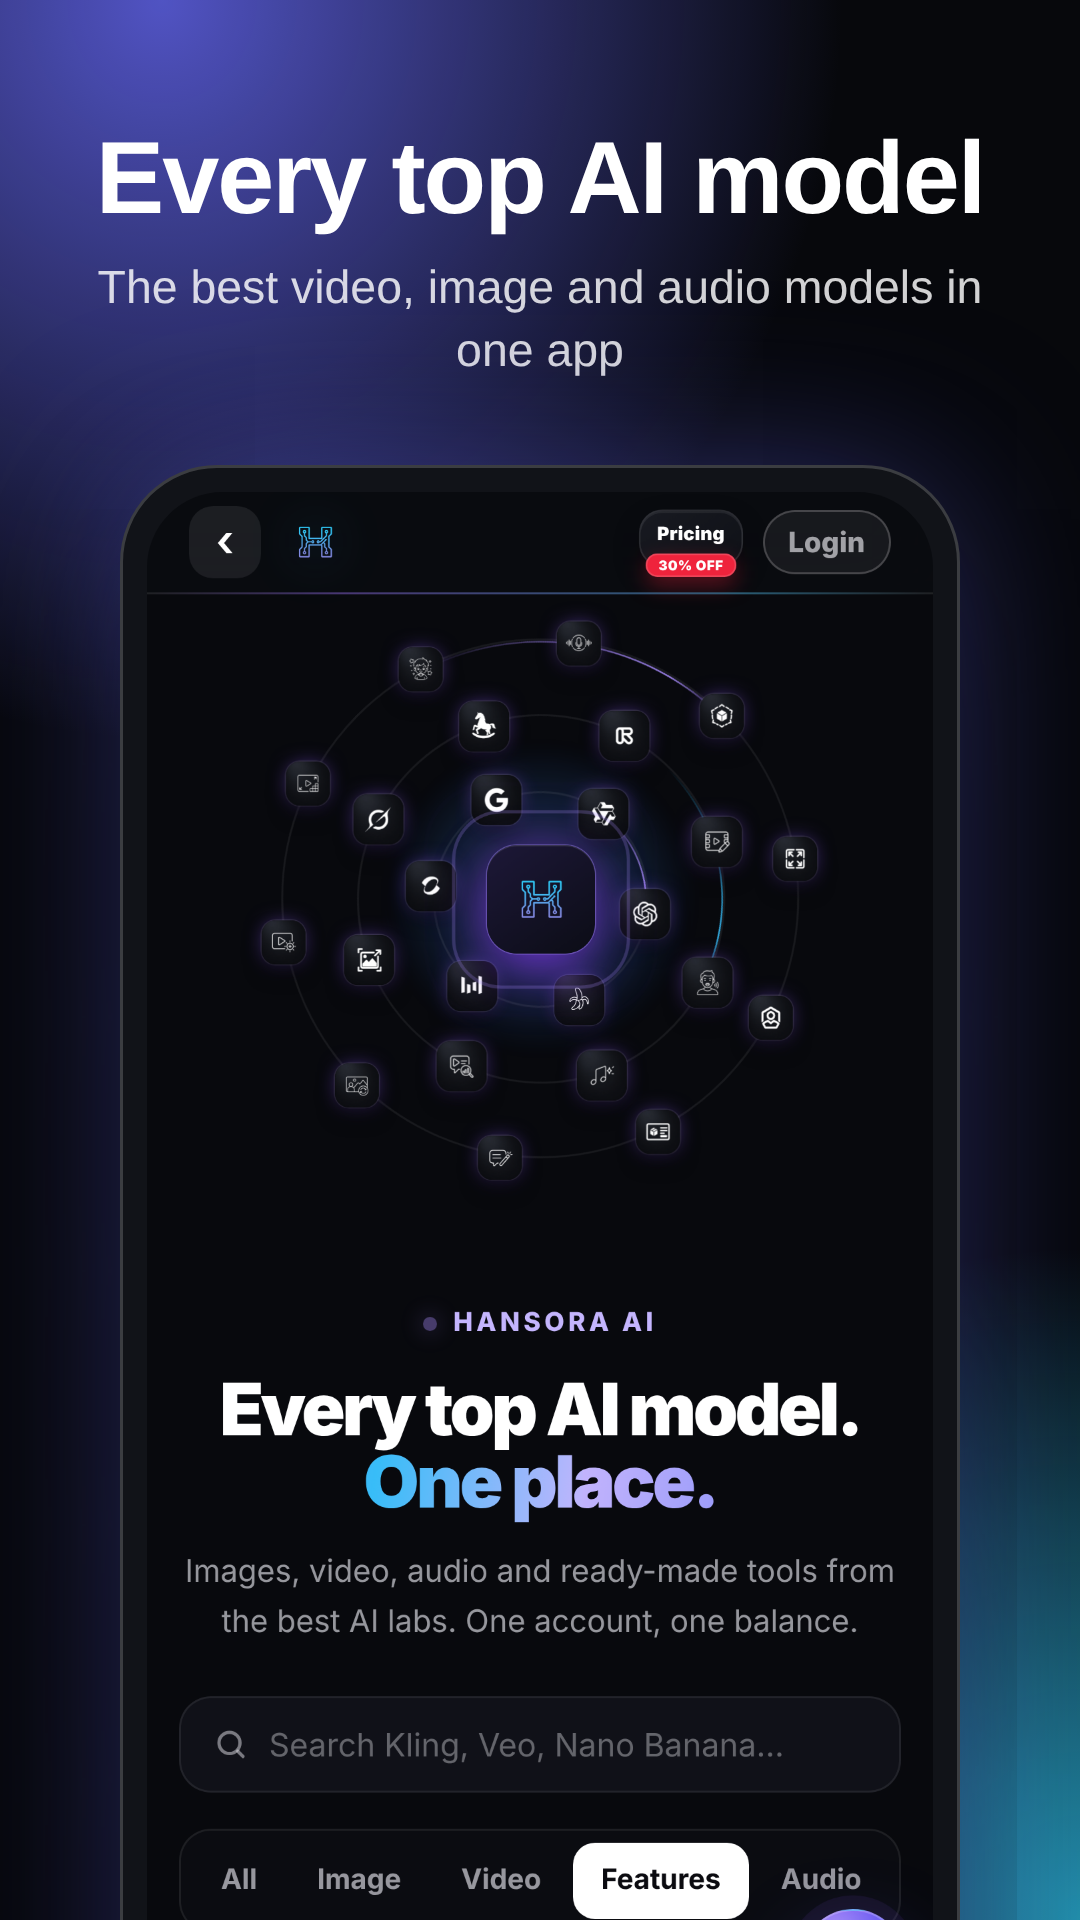 Every top AI model
The best video, image and audio models in
one app
Pricing
30% OFF
Login
HANSORA AI
Every top AI model.
One place.
Images, video, audio and ready-made tools from
the best AI labs. One account, one balance.
Search Kling, Veo, Nano Banana...
All Image Video Features Audio